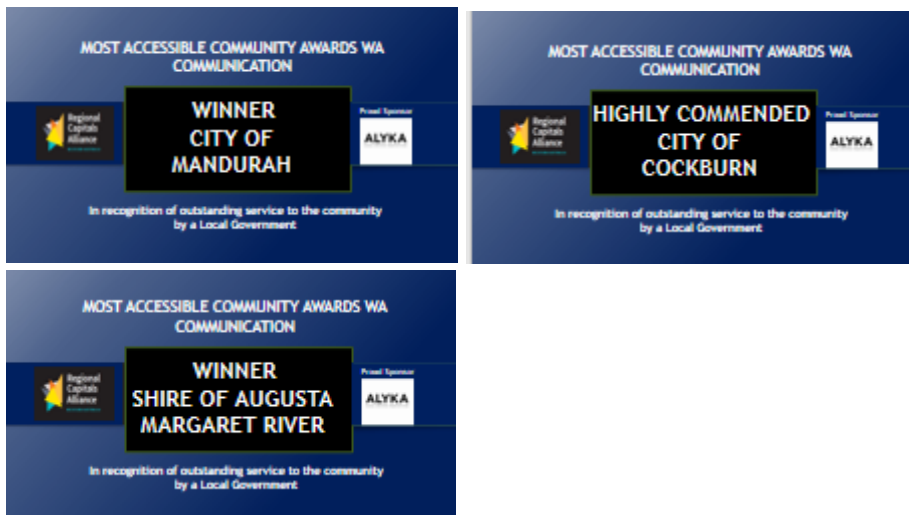 MOST ACCESSIBLE COMMUNITY AWARDS WA
COMMUNICATION
WINNER
CITY OF
MANDURAH
Regional
Capitals
Alliance
Proud Sponsor
ALYKA
In recognition of outstanding service to the community
by a Local Government
MOST ACCESSIBLE COMMUNITY AWARDS WA
COMMUNICATION
HIGHLY COMMENDED
CITY OF
COCKBURN
Regional
Capitals
Alliance
Proud Sponsor
ALYKA
In recognition of outstanding service to the community
by a Local Government
MOST ACCESSIBLE COMMUNITY AWARDS WA
COMMUNICATION
WINNER
SHIRE OF AUGUSTA
MARGARET RIVER
Regional
Capitals
Alliance
Proud Sponsor
ALYKA
In recognition of outstanding service to the community
by a Local Government